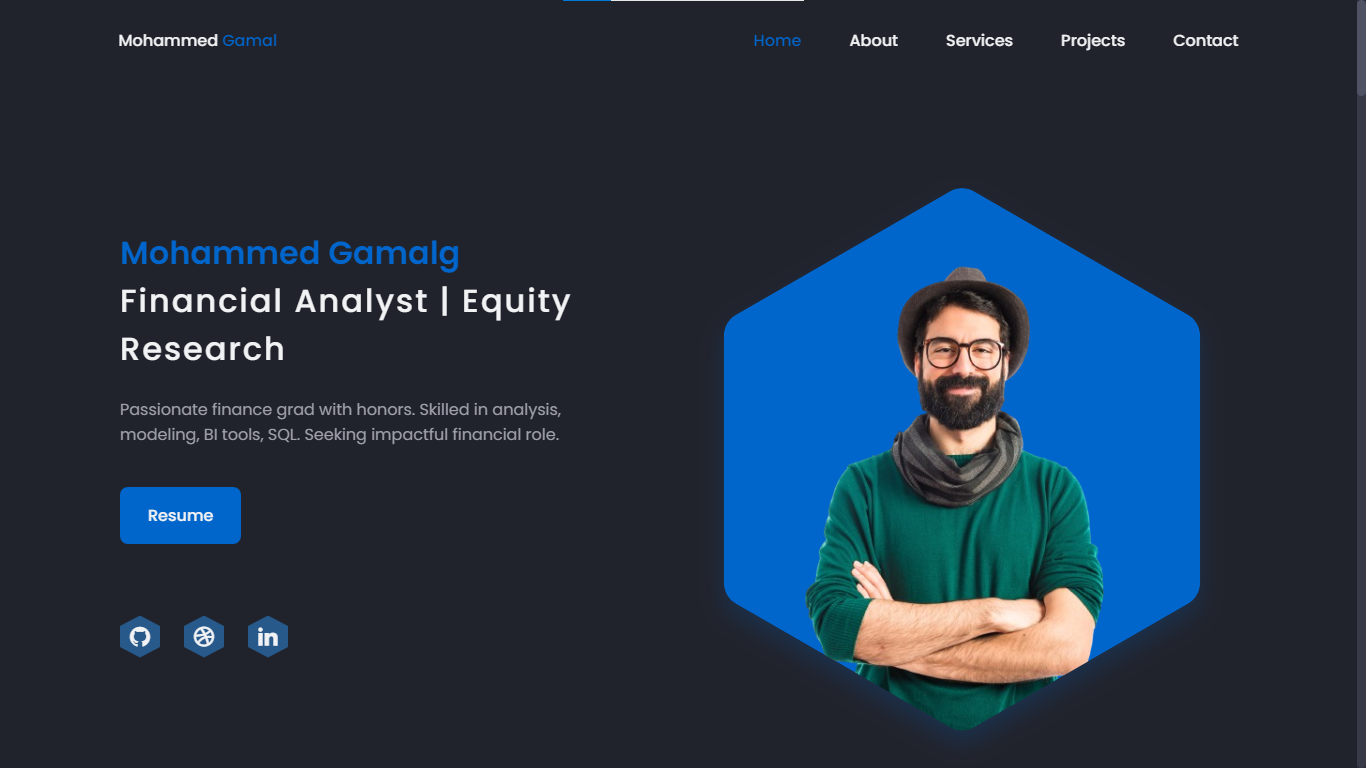 Mohammed Gamal
Home
About
Services
Projects
Contact
Mohammed Gamalg
Financial Analyst | Equity
Research
Passionate finance grad with honors. Skilled in analysis,
modeling, BI tools, SQL. Seeking impactful financial role.
Resume
in